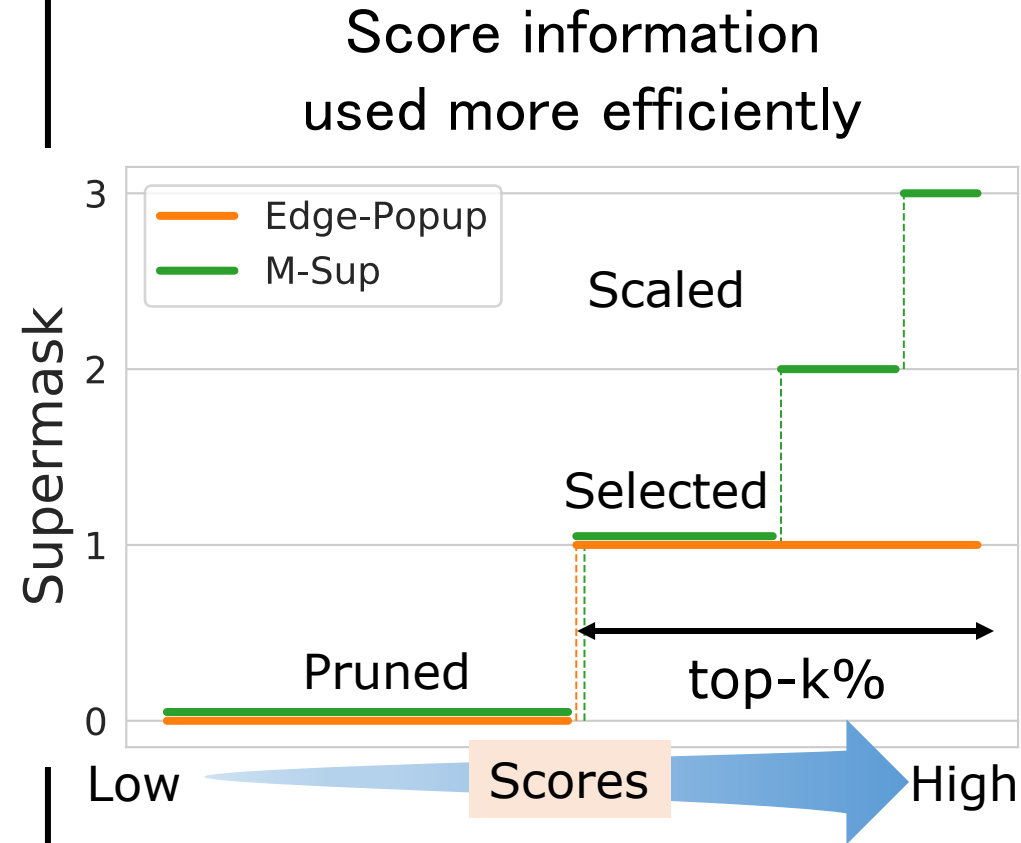 Score information
used more efficiently
3
Edge-Popup
M-Sup
Scaled
Supermask
2
Selected
1
Pruned
top-k%
0
Low
Scores
High